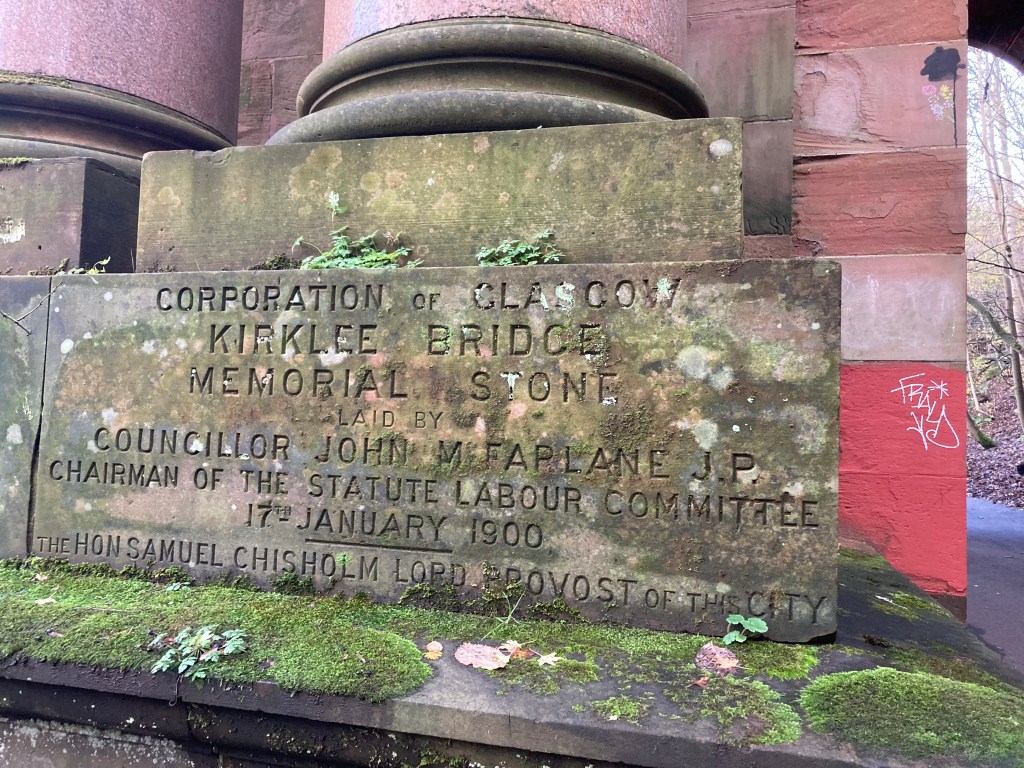 CORPORATION OF GLASGOW
KIRKLEE BRIDGE
MEMORIAL STONE
LAID BY
COUNCILLOR JOHN McFARLANE J.P.
CHAIRMAN OF THE STATUTE LABOUR COMMITTEE
17TH JANUARY 1900.
THE HON SAMUEL CHISHOLM LORD PROVOST OF THIS CITY